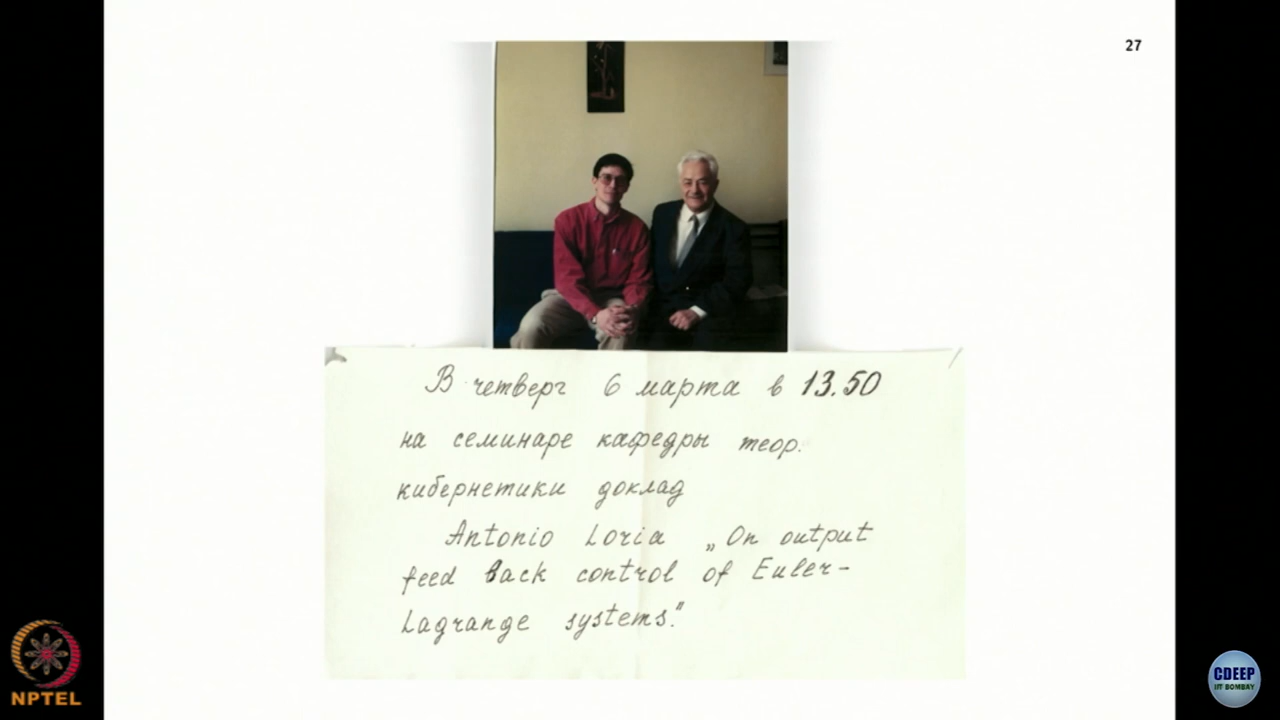 27
В четверг 6 марта в 13.50
на семинаре кафедры теор.
кибернетики доклад
Antonio Loria „On output
feed back control of Euler-
Lagrange systems."
NPTEL
CDEEP
IIT BOMBAY